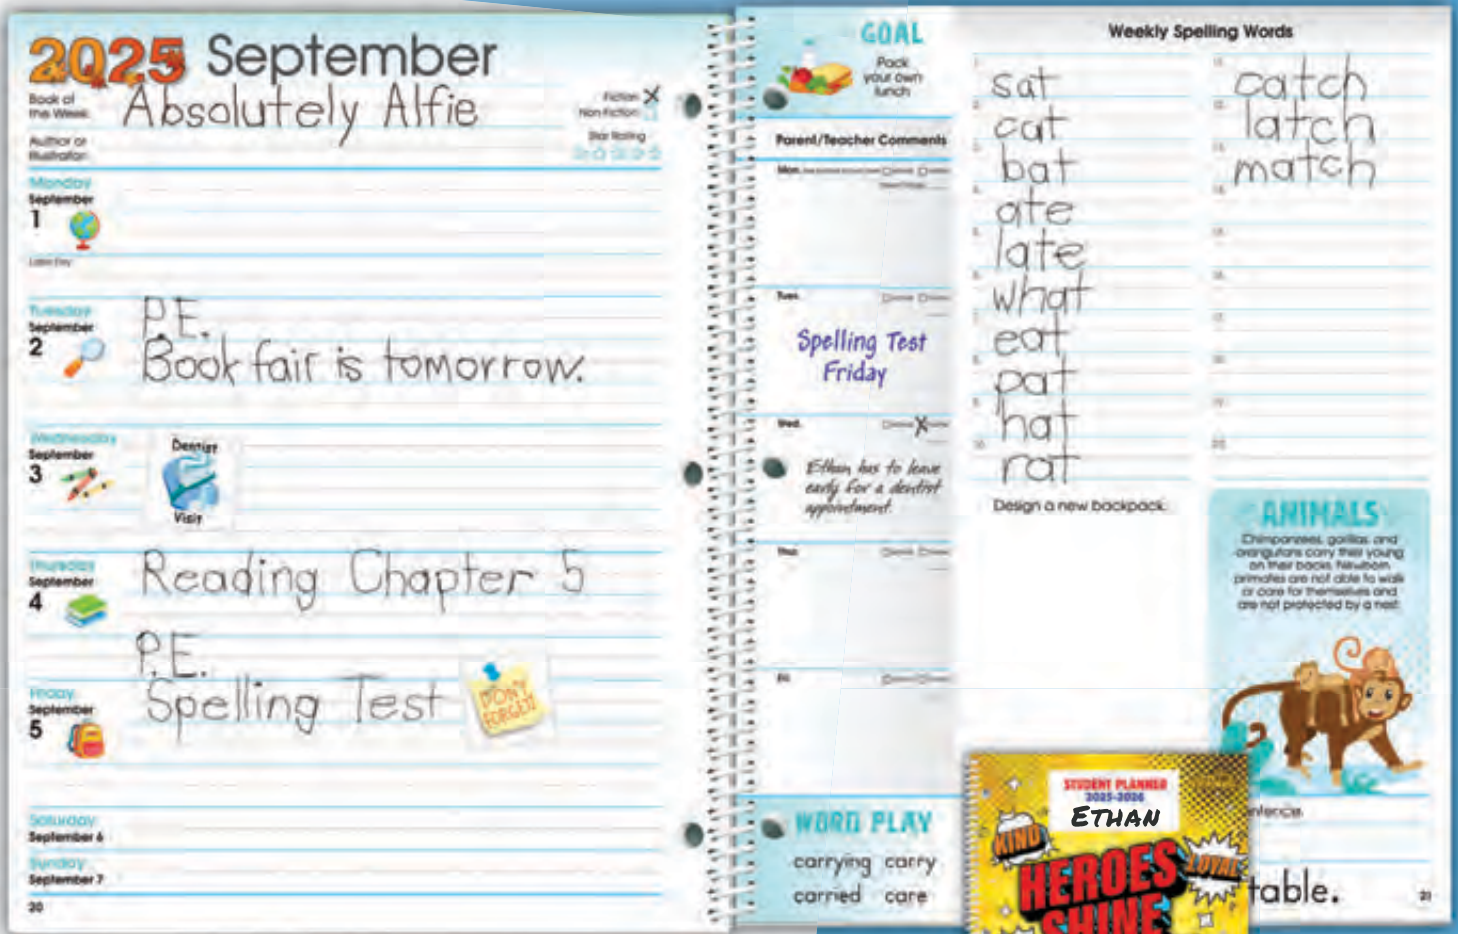 2025 September
Book of the Week: Absolutely Alfie
Fiction X
Non-Fiction
Author or Illustrator:
Star Rating
Monday
September
1
Labor Day
Tuesday
September
2
P.E.
Book fair is tomorrow.
Wednesday
September
3
Dentist
Visit
Thursday
September
4
Reading Chapter 5
P.E.
Friday
September
5
Spelling Test
DON'T
FORGET!
Saturday
September 6
Sunday
September 7
20
GOAL
Pack
your own
lunch
Parent/Teacher Comments
Mon.
Tues.
Spelling Test
Friday
Wed.
X
Ethan has to leave
early for a dentist
appointment.
Thur.
Fri.
WORD PLAY
carrying carry
carried care
Weekly Spelling Words
sat
cat
bat
ate
late
what
eat
pat
hat
rat
catch
latch
match
Design a new backpack.
ANIMALS
Chimpanzees, gorillas and
orangutans carry their young
on their backs. Newborn
primates are not able to walk
or care for themselves and
are not protected by a nest.
STUDENT PLANNER
2025-2026
ETHAN
KIND
HEROES
LOYAL
SHINE
table.
21